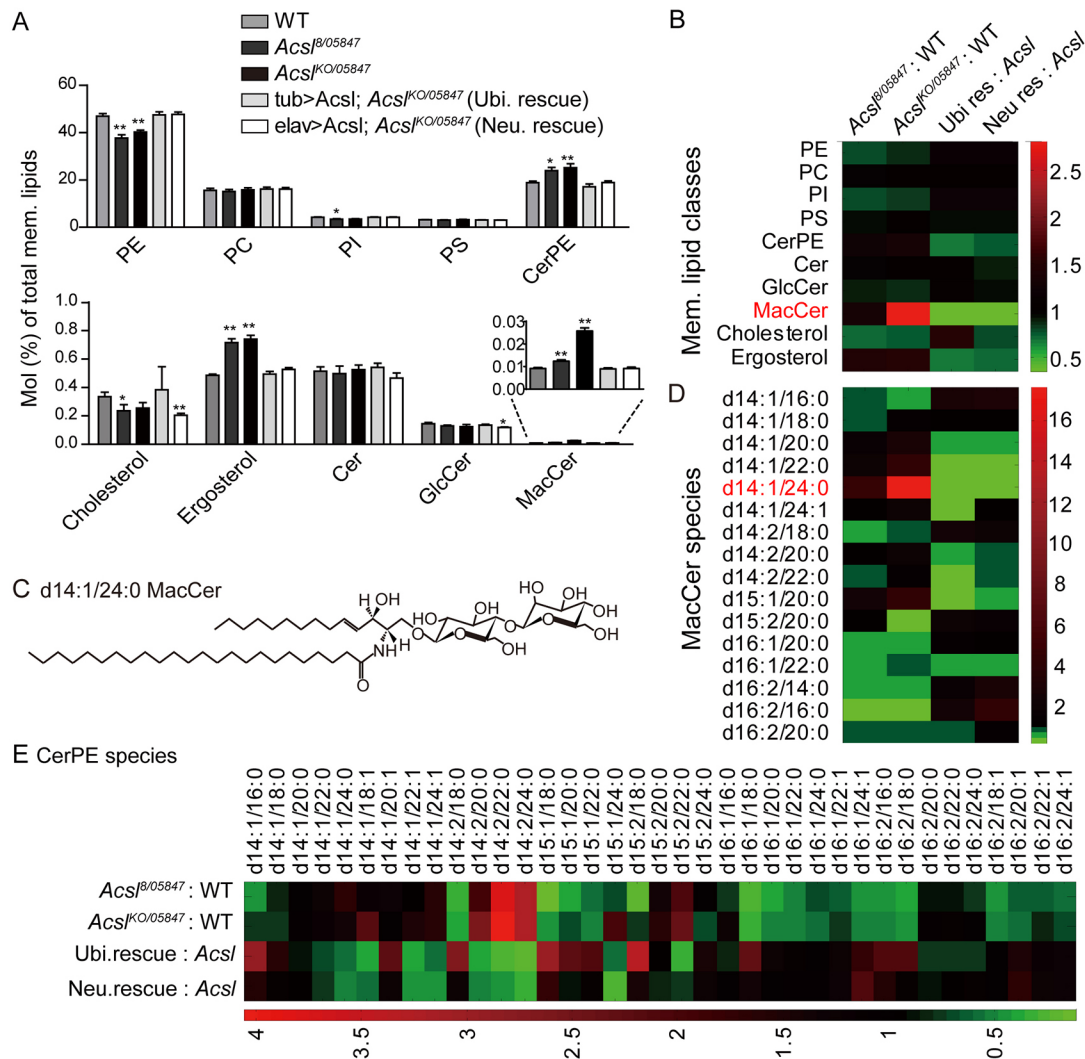 A
WT
Acsl8/05847
AcslKO/05847
tub>Acsl; AcslKO/05847 (Ubi. rescue)
elav>Acsl; AcslKO/05847 (Neu. rescue)
Mol (%) of total mem. lipids
60
40
20
0
** **
*
* **
PE
PC
PI
PS
CerPE
1.0
0.8
0.6
0.4
0.2
0.0
* **
** **
*
0.03
0.02
0.01
0.00
** **
Cholesterol
Ergosterol
Cer
GlcCer
MacCer
B
Acsl8/05847 : WT
AcslKO/05847 : WT
Ubi res : Acsl
Neu res : Acsl
Mem. lipid classes
PE
PC
PI
PS
CerPE
Cer
GlcCer
MacCer
Cholesterol
Ergosterol
2.5
2
1.5
1
0.5
C d14:1/24:0 MacCer
HO
OH
H
OH
O
HO
O
OH
OH
O
HO
O
OH
OH
NH
H
O
D
MacCer species
d14:1/16:0
d14:1/18:0
d14:1/20:0
d14:1/22:0
d14:1/24:0
d14:1/24:1
d14:2/18:0
d14:2/20:0
d14:2/22:0
d15:1/20:0
d15:2/20:0
d16:1/20:0
d16:1/22:0
d16:2/14:0
d16:2/16:0
d16:2/20:0
16
14
12
10
8
6
4
2
E CerPE species
d14:1/16:0
d14:1/18:0
d14:1/20:0
d14:1/22:0
d14:1/24:0
d14:1/18:1
d14:1/20:1
d14:1/22:1
d14:1/24:1
d14:2/18:0
d14:2/20:0
d14:2/22:0
d14:2/24:0
d15:1/18:0
d15:1/20:0
d15:1/22:0
d15:1/24:0
d15:2/18:0
d15:2/20:0
d15:2/22:0
d15:2/24:0
d16:1/16:0
d16:1/18:0
d16:1/20:0
d16:1/22:0
d16:1/24:0
d16:1/22:1
d16:1/24:1
d16:2/16:0
d16:2/18:0
d16:2/20:0
d16:2/22:0
d16:2/24:0
d16:2/18:1
d16:2/20:1
d16:2/22:1
d16:2/24:1
Acsl8/05847 : WT
AcslKO/05847 : WT
Ubi.rescue : Acsl
Neu.rescue : Acsl
4
3.5
3
2.5
2
1.5
1
0.5